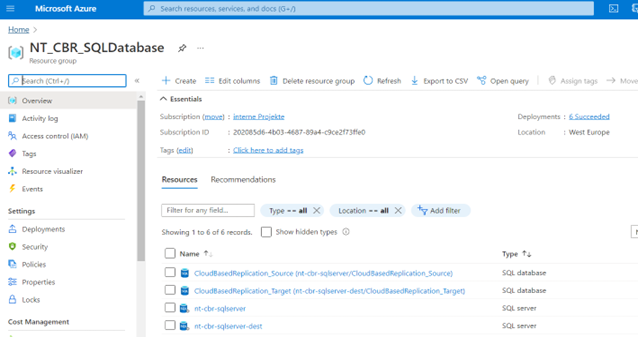 Microsoft Azure
Search resources, services, and docs (G+/)
Home >
NT_CBR_SQLDatabase
Resource group
Search (Ctrl+/)
Overview
Activity log
Access control (IAM)
Tags
Resource visualizer
Events
Settings
Deployments
Security
Policies
Properties
Locks
Cost Management
Create Edit columns Delete resource group Refresh Export to CSV Open query Assign tags Move
Essentials
Subscription (move) : interne Projekte
Deployments : 6 Succeeded
Subscription ID : 202085d6-4b03-4687-89a4-c9ce2f73ffe0
Location : West Europe
Tags (edit) : Click here to add tags
Resources Recommendations
Filter for any field... Type == all Location == all Add filter
Showing 1 to 6 of 6 records. Show hidden types
Name Type
CloudBasedReplication_Source (nt-cbr-sqlserver/CloudBasedReplication_Source) SQL database
CloudBasedReplication_Target (nt-cbr-sqlserver-dest/CloudBasedReplication_Target) SQL database
nt-cbr-sqlserver SQL server
nt-cbr-sqlserver-dest SQL server